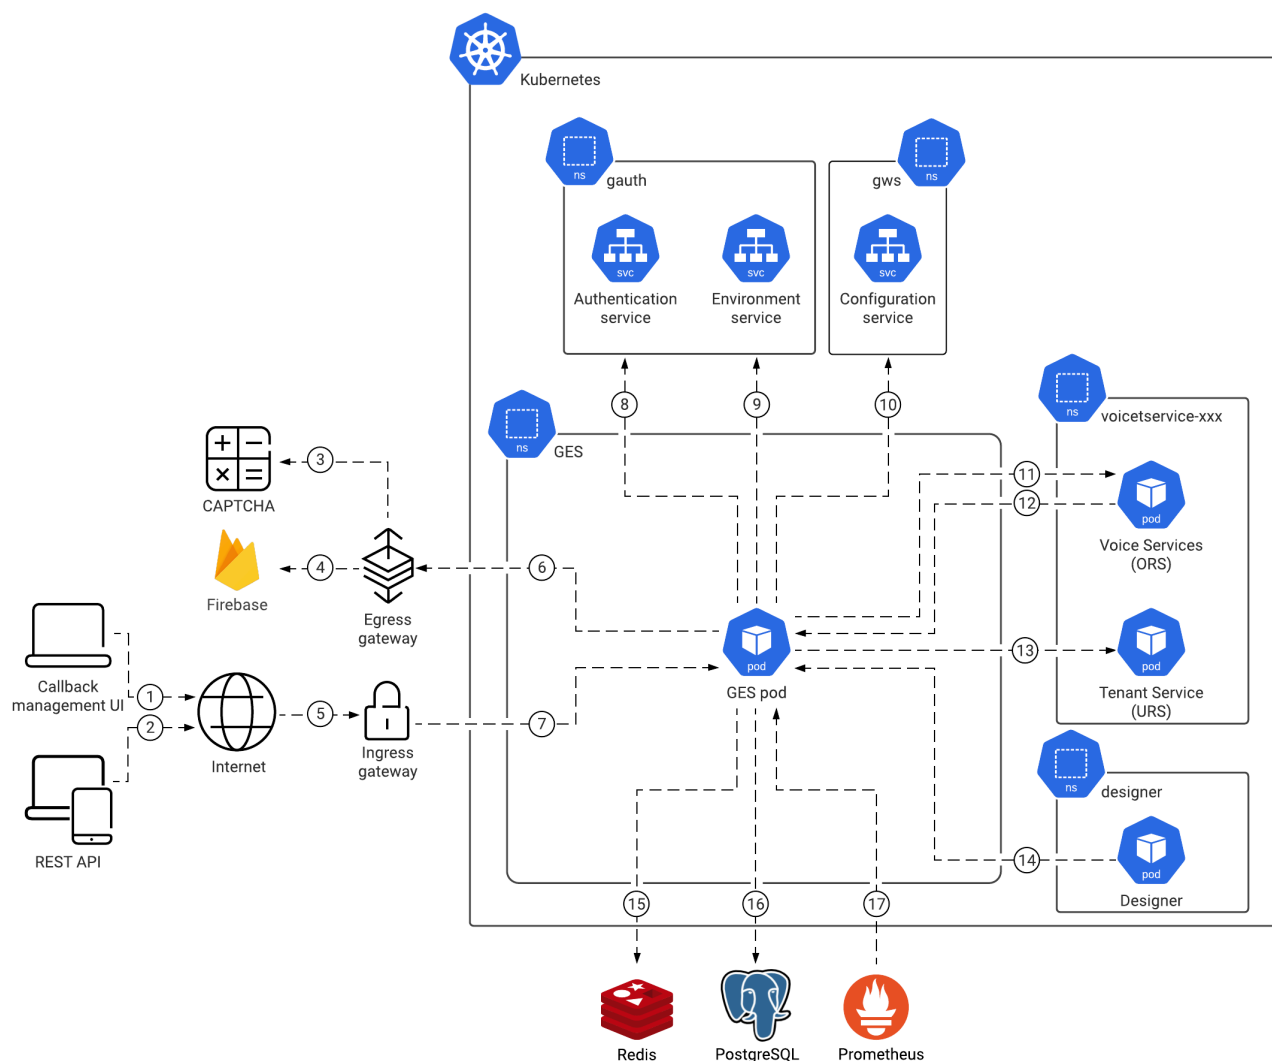 Kubernetes
ns
gauth
gws
ns
svc
svc
svc
Authentication
service
Environment
service
Configuration
service
8
9
10
ns
GES
ns
voicetservice-xxx
3
CAPTCHA
11
12
pod
Voice Services
(ORS)
4
6
Firebase
Egress
gateway
pod
GES pod
13
pod
Tenant Service
(URS)
Callback
management UI
1
2
5
7
Internet
Ingress
gateway
REST API
ns
designer
14
pod
Designer
15
16
17
Redis
PostgreSQL
Prometheus